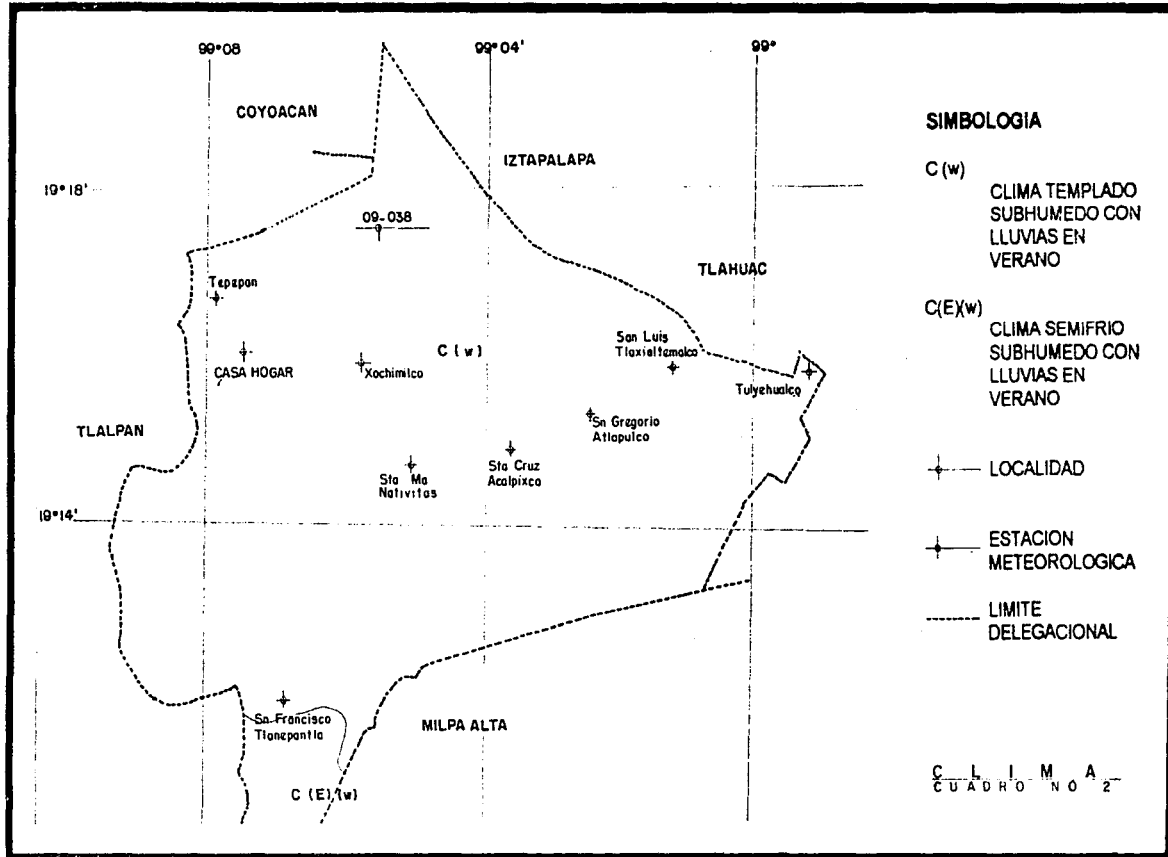 99°08
99°04'
99°
COYOACAN
IZTAPALAPA
19°18'
09-038
TLAHUAC
Tepepan
San Luis
Tlaxialtemalco
C (w)
CASA HOGAR
Xochimilco
Tulyehualco
TLALPAN
Sn Gregorio
Atlapulco
Sta Ma
Nativitas
Sta Cruz
Acalpixca
19°14'
Sn Francisco
Tlanepantla
MILPA ALTA
C (E) (w)
SIMBOLOGIA
C (w)
CLIMA TEMPLADO
SUBHUMEDO CON
LLUVIAS EN
VERANO
C(E)(w)
CLIMA SEMIFRIO
SUBHUMEDO CON
LLUVIAS EN
VERANO
LOCALIDAD
ESTACION
METEOROLOGICA
LIMITE
DELEGACIONAL
C L I M A
CUADRO NO 2